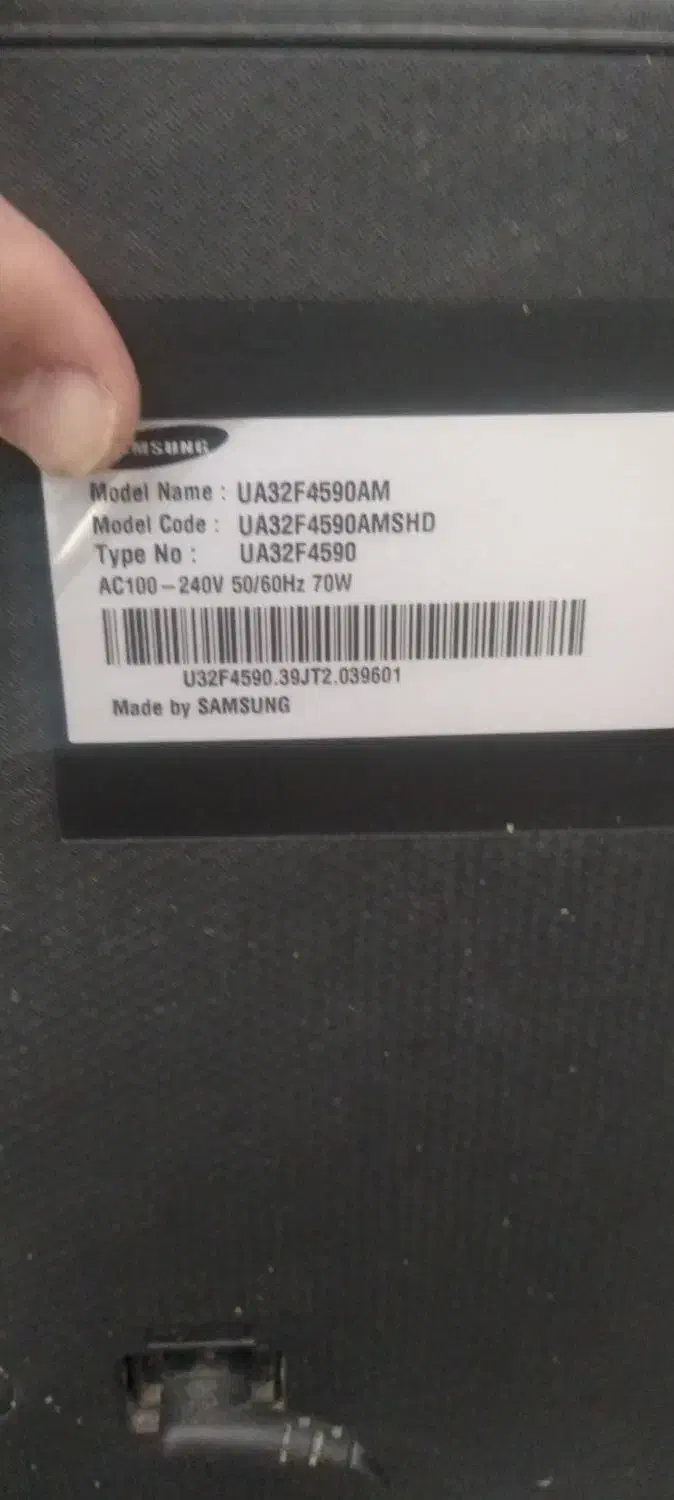 SAMSUNG
Model Name : UA32F4590AM
Model Code : UA32F4590AMSHD
Type No : UA32F4590
AC100-240V 50/60Hz 70W
U32F4590.39JT2.039601
Made by SAMSUNG